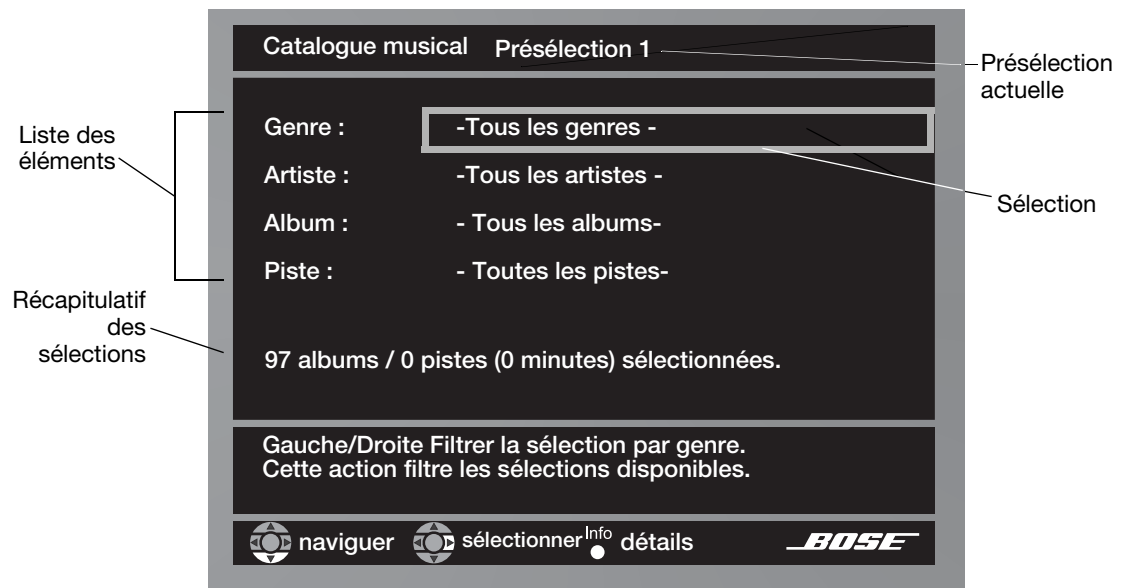 Catalogue musical Présélection 1
Présélection
actuelle
Liste des
éléments
Genre : -Tous les genres -
Artiste : -Tous les artistes -
Sélection
Album : - Tous les albums-
Piste : - Toutes les pistes-
Récapitulatif
des
sélections
97 albums / 0 pistes (0 minutes) sélectionnées.
Gauche/Droite Filtrer la sélection par genre.
Cette action filtre les sélections disponibles.
naviguer sélectionner Info détails BOSE